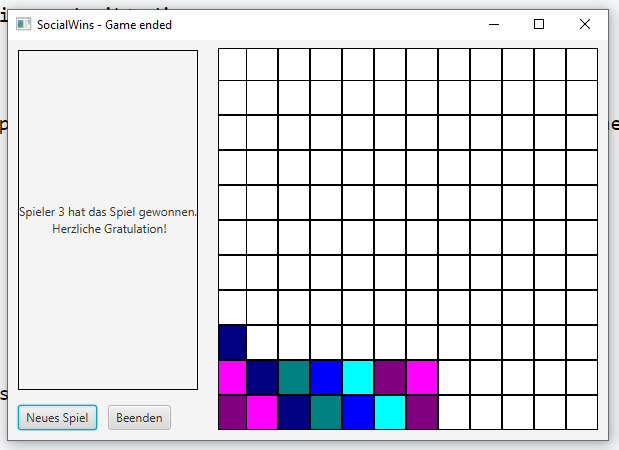 SocialWins - Game ended
Spieler 3 hat das Spiel gewonnen.
Herzliche Gratulation!
Neues Spiel
Beenden